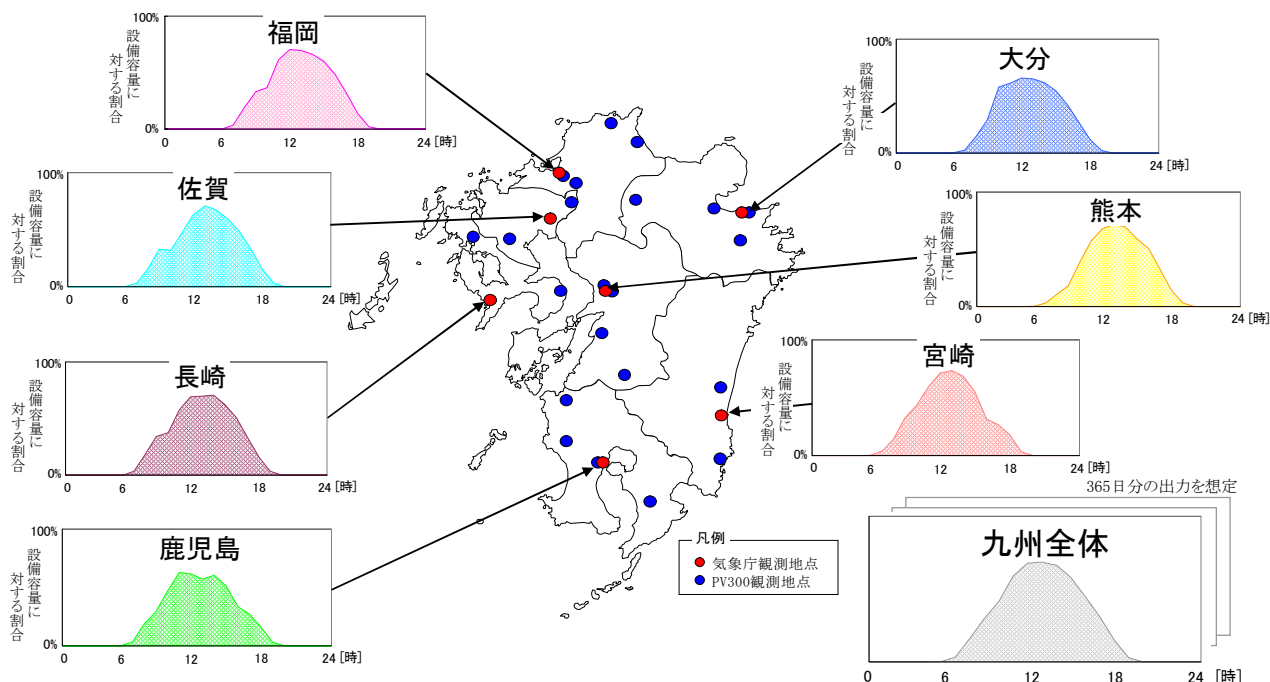 福岡
100%
0%
設備容量に
対する割合
0
6
12
18
24 [時]
佐賀
100%
0%
設備容量に
対する割合
0
6
12
18
24 [時]
長崎
100%
0%
設備容量に
対する割合
0
6
12
18
24 [時]
鹿児島
100%
0%
設備容量に
対する割合
0
6
12
18
24 [時]
大分
100%
0%
設備容量に
対する割合
0
6
12
18
24 [時]
熊本
100%
0%
設備容量に
対する割合
0
6
12
18
24 [時]
宮崎
100%
0%
設備容量に
対する割合
0
6
12
18
24 [時]
365日分の出力を想定
九州全体
0
6
12
18
24 [時]
凡例
気象庁観測地点
PV300観測地点